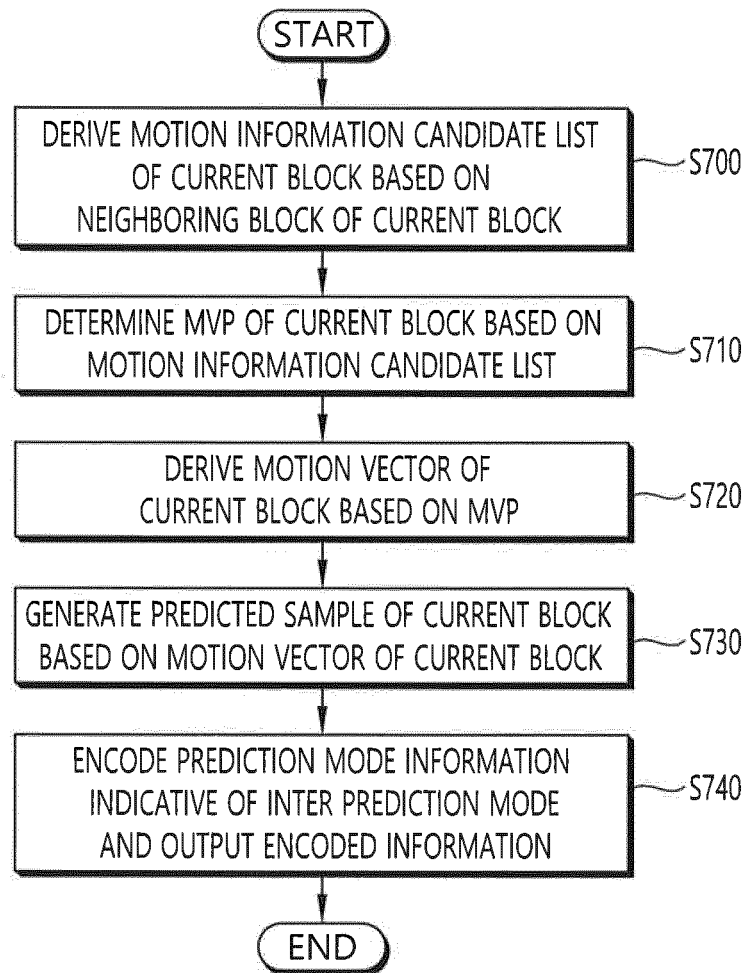 START
DERIVE MOTION INFORMATION CANDIDATE LIST
OF CURRENT BLOCK BASED ON
NEIGHBORING BLOCK OF CURRENT BLOCK
S700
DETERMINE MVP OF CURRENT BLOCK BASED ON
MOTION INFORMATION CANDIDATE LIST
S710
DERIVE MOTION VECTOR OF
CURRENT BLOCK BASED ON MVP
S720
GENERATE PREDICTED SAMPLE OF CURRENT BLOCK
BASED ON MOTION VECTOR OF CURRENT BLOCK
S730
ENCODE PREDICTION MODE INFORMATION
INDICATIVE OF INTER PREDICTION MODE
AND OUTPUT ENCODED INFORMATION
S740
END